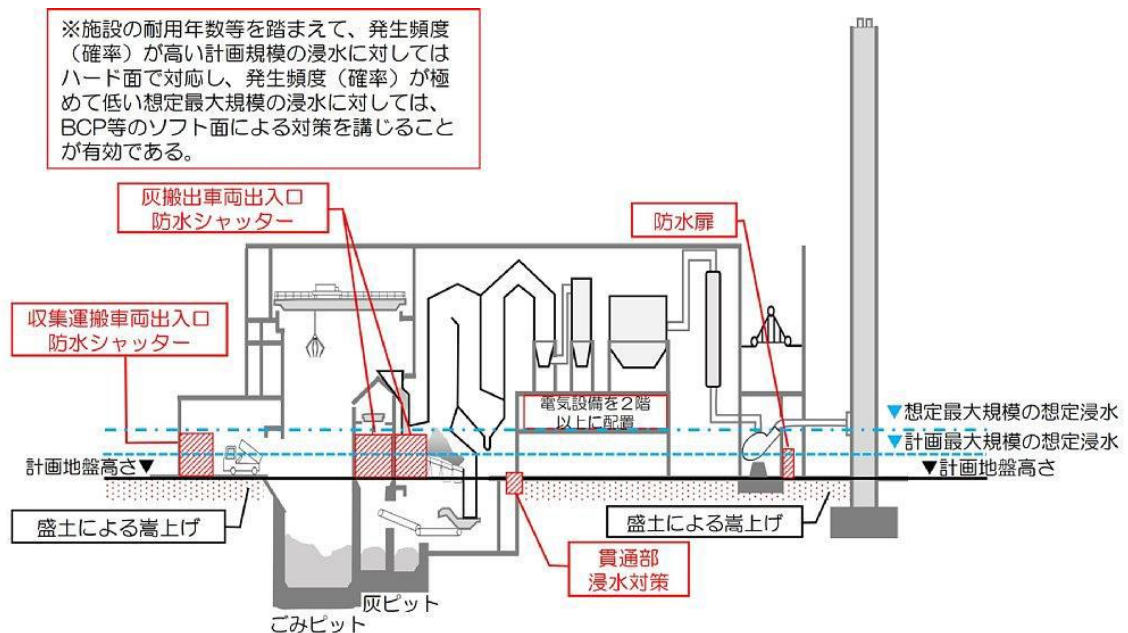 ※施設の耐用年数等を踏まえて、発生頻度
（確率）が高い計画規模の浸水に対しては
ハード面で対応し、発生頻度（確率）が極
めて低い想定最大規模の浸水に対しては、
BCP等のソフト面による対策を講じること
が有効である。
灰搬出車両出入口
防水シャッター
防水扉
収集運搬車両出入口
防水シャッター
電気設備を2階
以上に配置
▼想定最大規模の想定浸水
▼計画最大規模の想定浸水
計画地盤高さ▼
▼計画地盤高さ
盛土による嵩上げ
盛土による嵩上げ
貫通部
浸水対策
灰ピット
ごみピット